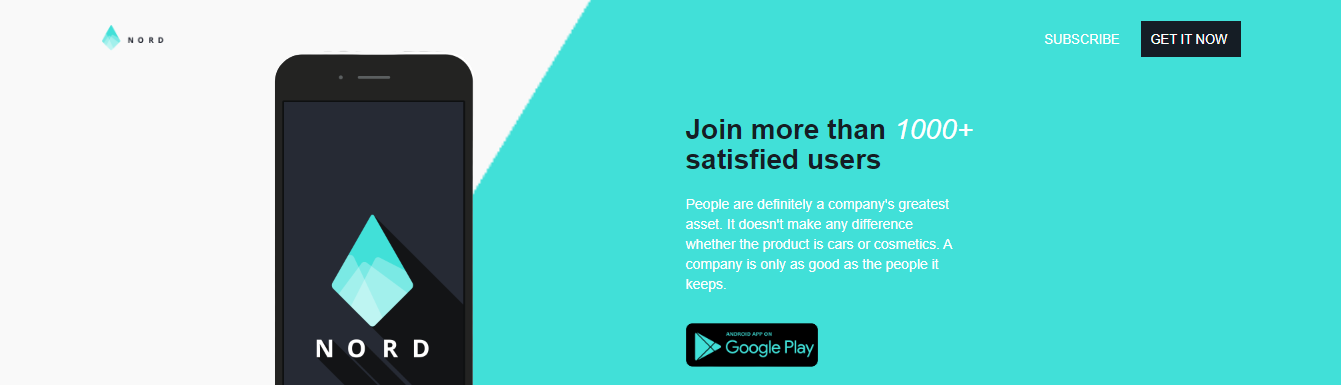 NORD
SUBSCRIBE
GET IT NOW
Join more than 1000+
satisfied users
People are definitely a company's greatest
asset. It doesn't make any difference
whether the product is cars or cosmetics. A
company is only as good as the people it
keeps.
ANDROID APP ON
Google Play
NORD